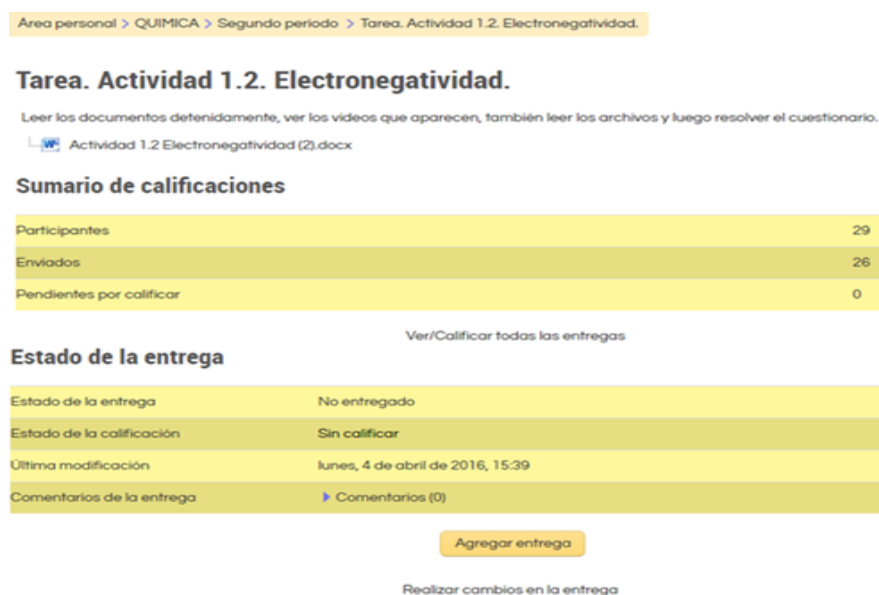 Área personal > QUIMICA > Segundo periodo > Tarea. Actividad 1.2. Electronegatividad.
Tarea. Actividad 1.2. Electronegatividad.
Leer los documentos detenidamente, ver los videos que aparecen, también leer los archivos y luego resolver el cuestionario.
Actividad 1.2 Electronegatividad (2).docx
Sumario de calificaciones
Participantes 29
Enviados 26
Pendientes por calificar 0
Ver/Calificar todas las entregas
Estado de la entrega
Estado de la entrega No entregado
Estado de la calificación Sin calificar
Última modificación lunes, 4 de abril de 2016, 15:39
Comentarios de la entrega Comentarios (0)
Agregar entrega
Realizar cambios en la entrega